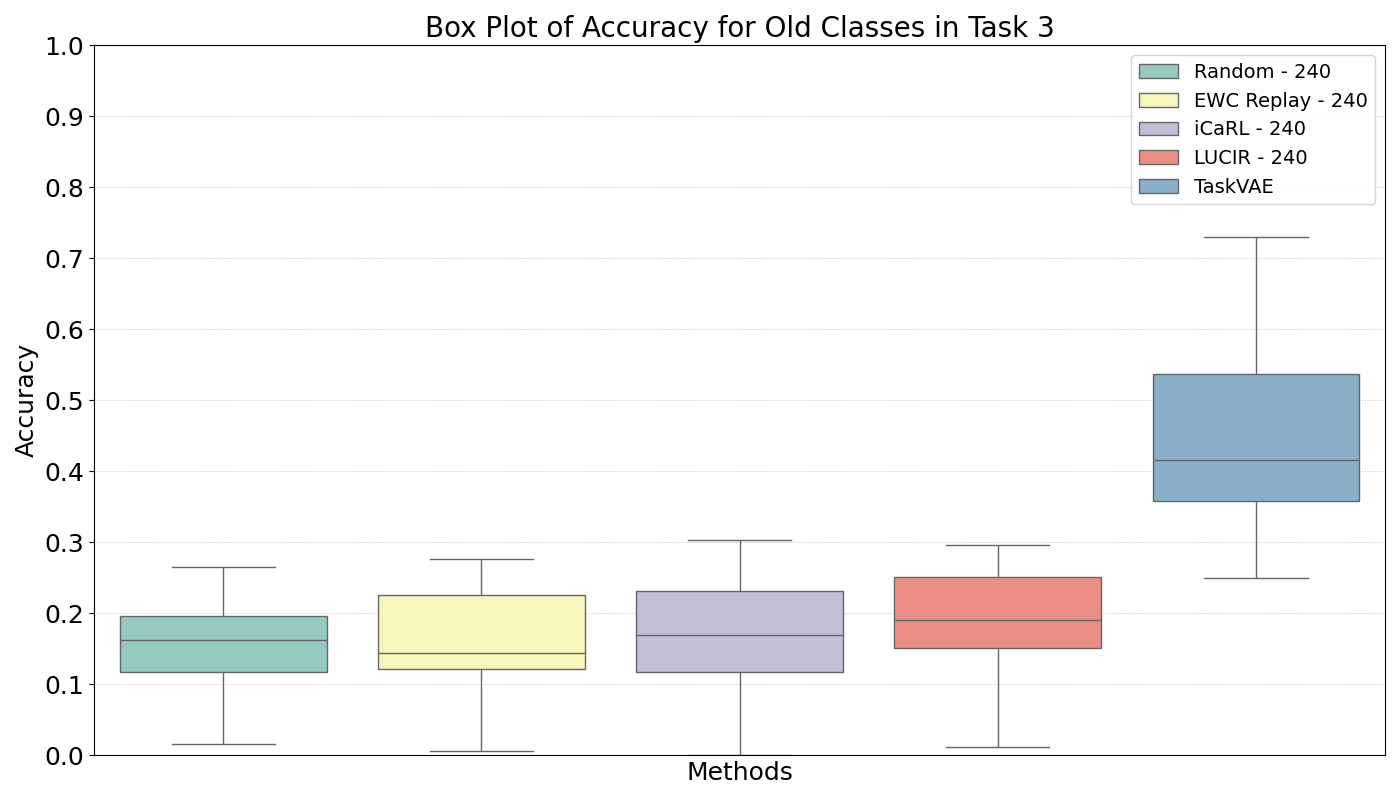 Box Plot of Accuracy for Old Classes in Task 3
1.0
0.9
0.8
0.7
0.6
0.5
0.4
0.3
0.2
0.1
0.0
Accuracy
Methods
Random - 240
EWC Replay - 240
iCaRL - 240
LUCIR - 240
TaskVAE